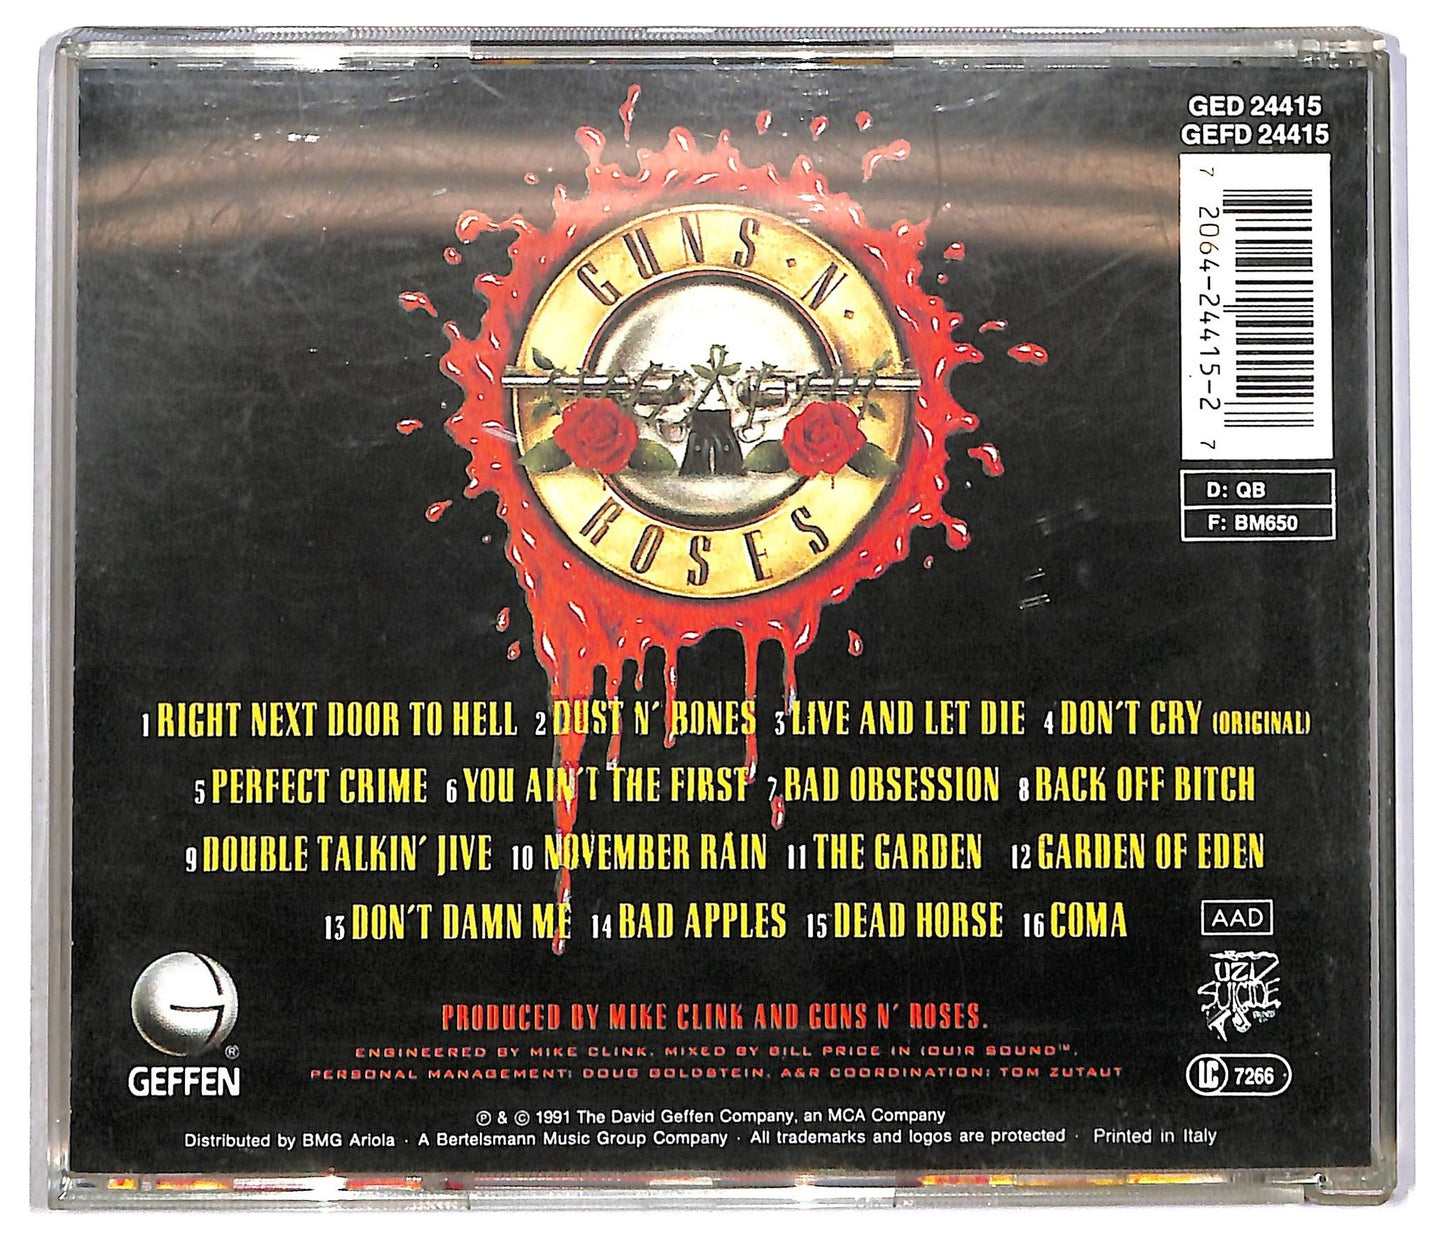 GED 24415
GEFD 24415
7 2064-24415-2 7
D: QB
F: BM650
GUNS · N ·
ROSES
1 RIGHT NEXT DOOR TO HELL 2 DUST N' BONES 3 LIVE AND LET DIE 4 DON'T CRY (ORIGINAL)
5 PERFECT CRIME 6 YOU AIN'T THE FIRST 7 BAD OBSESSION 8 BACK OFF BITCH
9 DOUBLE TALKIN' JIVE 10 NOVEMBER RAIN 11 THE GARDEN 12 GARDEN OF EDEN
13 DON'T DAMN ME 14 BAD APPLES 15 DEAD HORSE 16 COMA
AAD
UZI
SUICIDE
G
®
GEFFEN
PRODUCED BY MIKE CLINK AND GUNS N' ROSES.
ENGINEERED BY MIKE CLINK. MIXED BY BILL PRICE IN (OU)R SOUND™.
PERSONAL MANAGEMENT: DOUG GOLDSTEIN. A&R COORDINATION: TOM ZUTAUT
LC 7266
℗ & © 1991 The David Geffen Company, an MCA Company
Distributed by BMG Ariola · A Bertelsmann Music Group Company · All trademarks and logos are protected · Printed in Italy